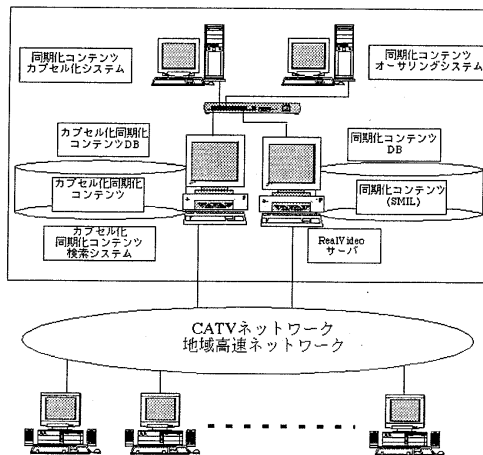 同期化コンテンツ
カプセル化システム
同期化コンテンツ
オーサリングシステム
カプセル化同期化
コンテンツDB
同期化コンテンツ
DB
カプセル化同期化
コンテンツ
同期化コンテンツ
(SMIL)
カプセル化
同期化コンテンツ
検索システム
RealVideo
サーバ
CATVネットワーク
地域高速ネットワーク